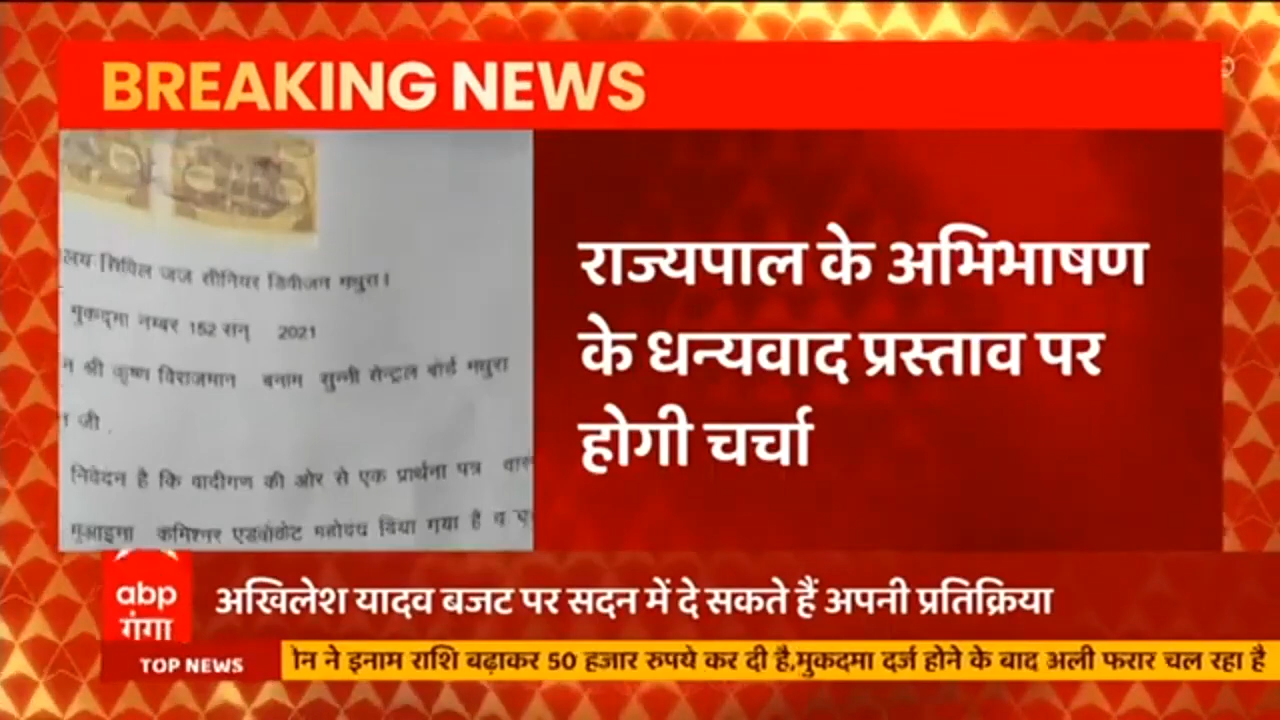 BREAKING NEWS
लय सिविल जज सीनियर डिवीजन मथुरा।
मुकद्मा नम्बर 152 सन् 2021
न श्री कृष्ण विराजमान बनाम सुन्नी सेन्ट्रल बोर्ड मथुरा
जी
निवेदन है कि वादीगण की ओर से एक प्रार्थना पत्र
कमिश्नर एडवोकेट महोदय दिया गया है व
राज्यपाल के अभिभाषण
के धन्यवाद प्रस्ताव पर
होगी चर्चा
abp
गंगा
अखिलेश यादव बजट पर सदन में दे सकते हैं अपनी प्रतिक्रिया
TOP NEWS
ोन ने इनाम राशि बढ़ाकर 50 हजार रुपये कर दी है,मुकदमा दर्ज होने के बाद अली फरार चल रहा है